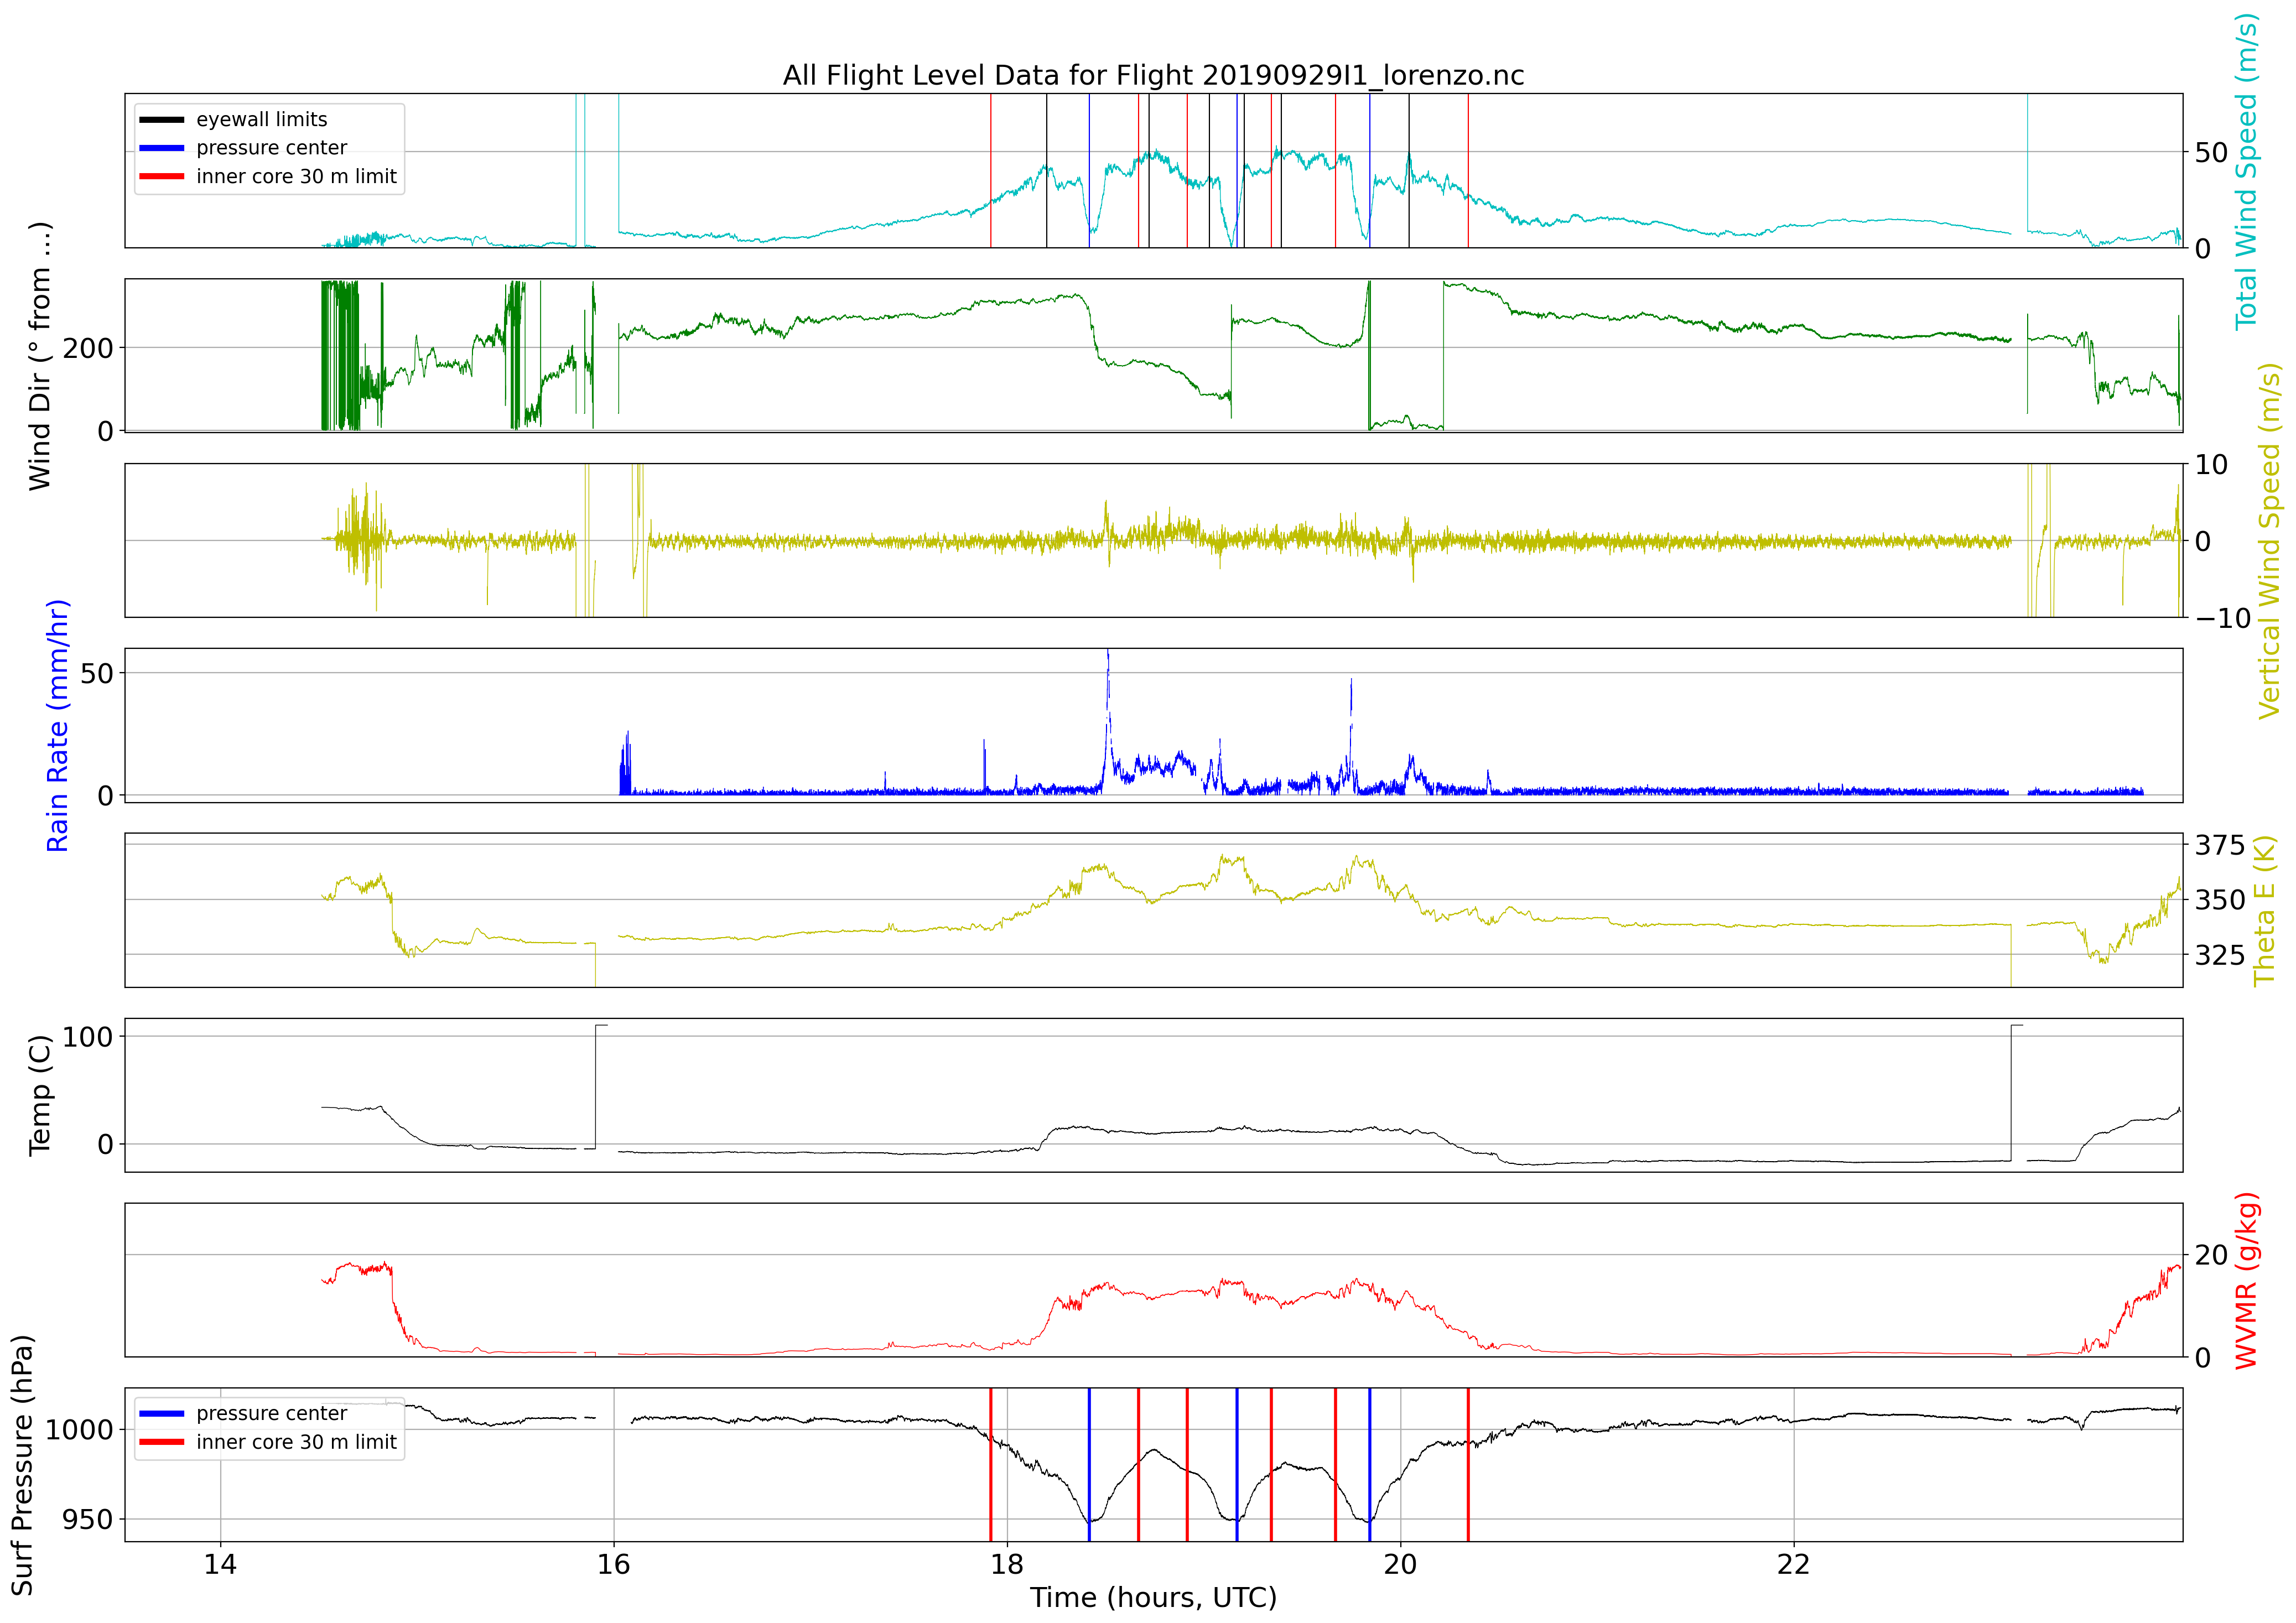 All Flight Level Data for Flight 20190929I1_lorenzo.nc
eyewall limits
pressure center
inner core 30 m limit
50
0
Total Wind Speed (m/s)
200
0
Wind Dir (° from ...)
10
0
−10
Vertical Wind Speed (m/s)
50
0
Rain Rate (mm/hr)
375
350
325
Theta E (K)
100
0
Temp (C)
20
0
WVMR (g/kg)
pressure center
inner core 30 m limit
1000
950
Surf Pressure (hPa)
14 16 18 20 22
Time (hours, UTC)